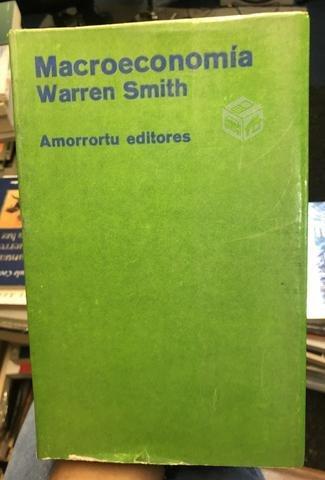 Macroeconomía
Warren Smith
Amorrortu editores